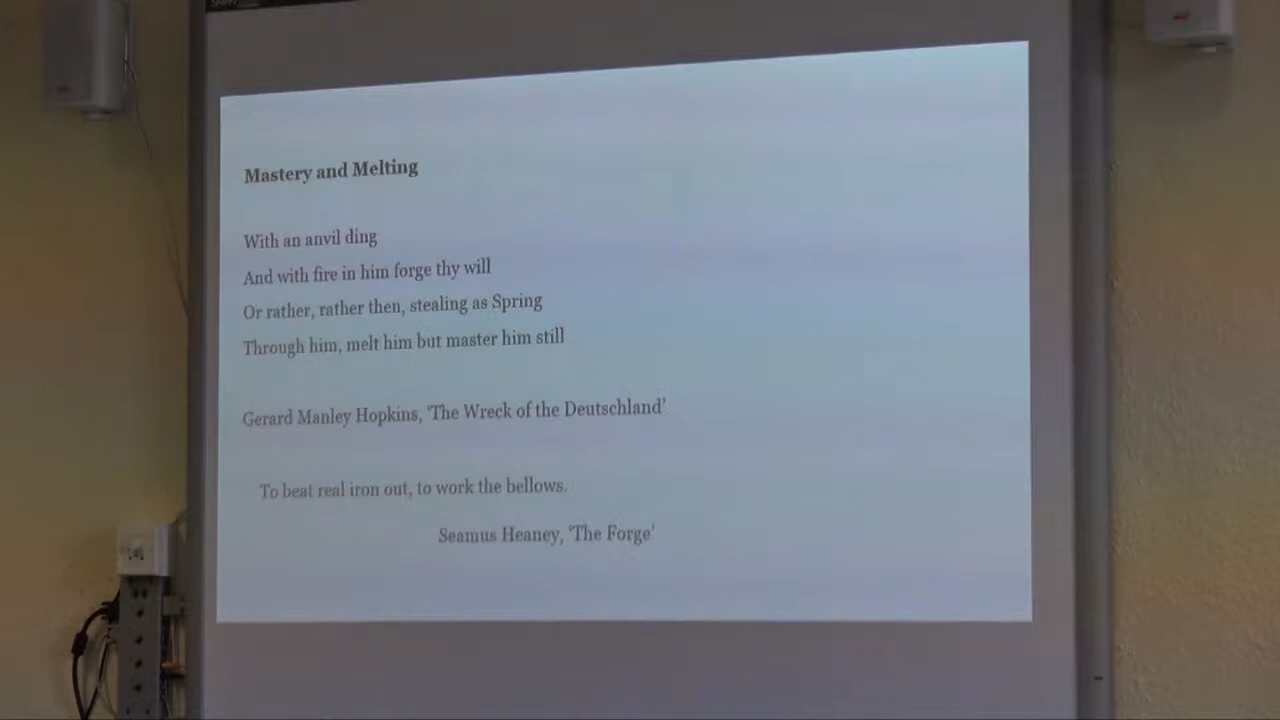 Mastery and Melting
With an anvil ding
And with fire in him forge thy will
Or rather, rather then, stealing as Spring
Through him, melt him but master him still
Gerard Manley Hopkins, 'The Wreck of the Deutschland'
To beat real iron out, to work the bellows.
Seamus Heaney, 'The Forge'